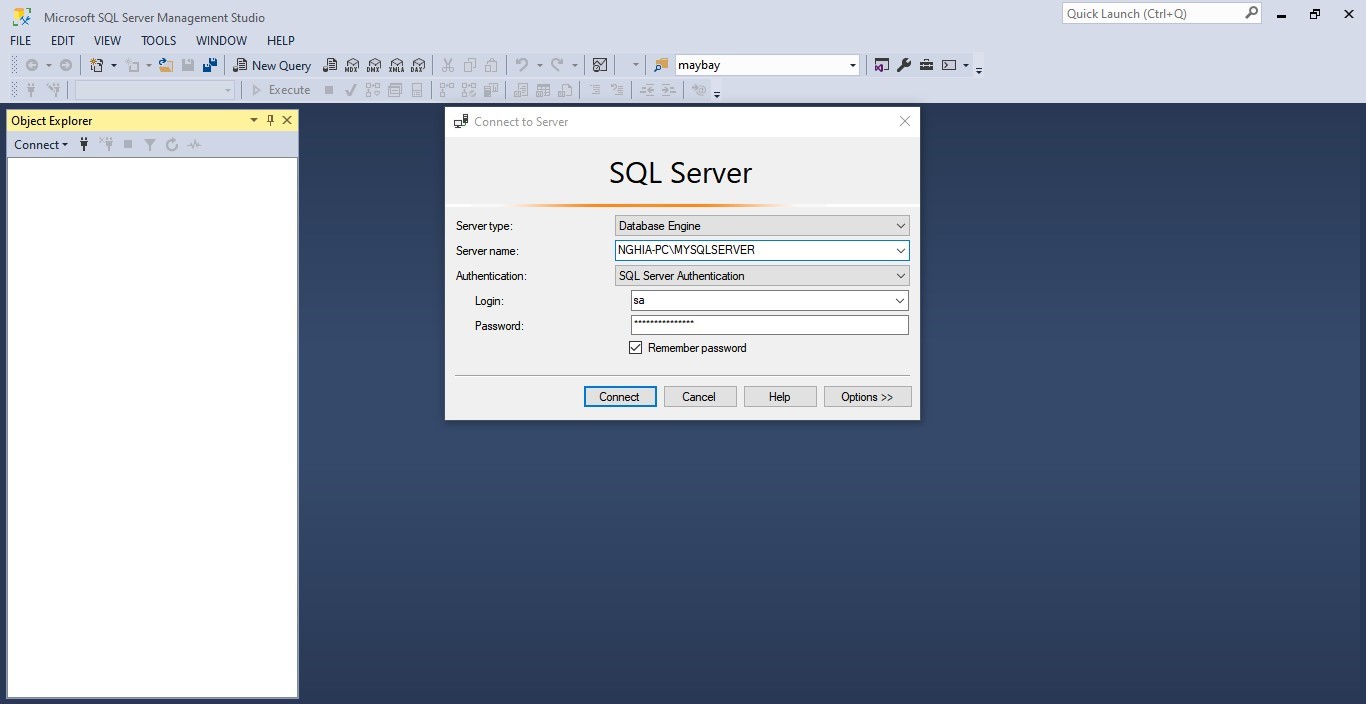 Microsoft SQL Server Management Studio
Quick Launch (Ctrl+Q)
FILE EDIT VIEW TOOLS WINDOW HELP
New Query MDX DMX XMLA DAX maybay
Execute
Object Explorer
Connect
Connect to Server
SQL Server
Server type: Database Engine
Server name: NGHIA-PC\MYSQLSERVER
Authentication: SQL Server Authentication
Login: sa
Password: ***************
Remember password
Connect Cancel Help Options >>